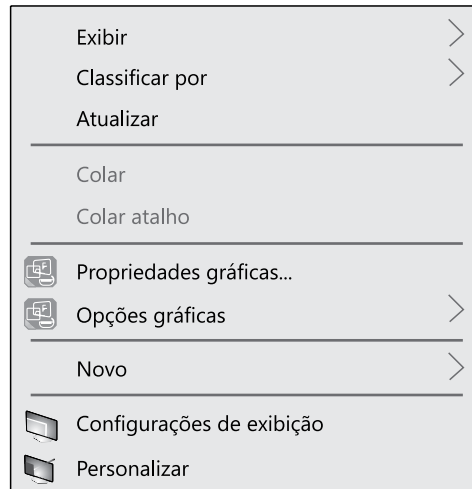 Exibir
Classificar por
Atualizar
Colar
Colar atalho
Propriedades gráficas...
Opções gráficas
Novo
Configurações de exibição
Personalizar